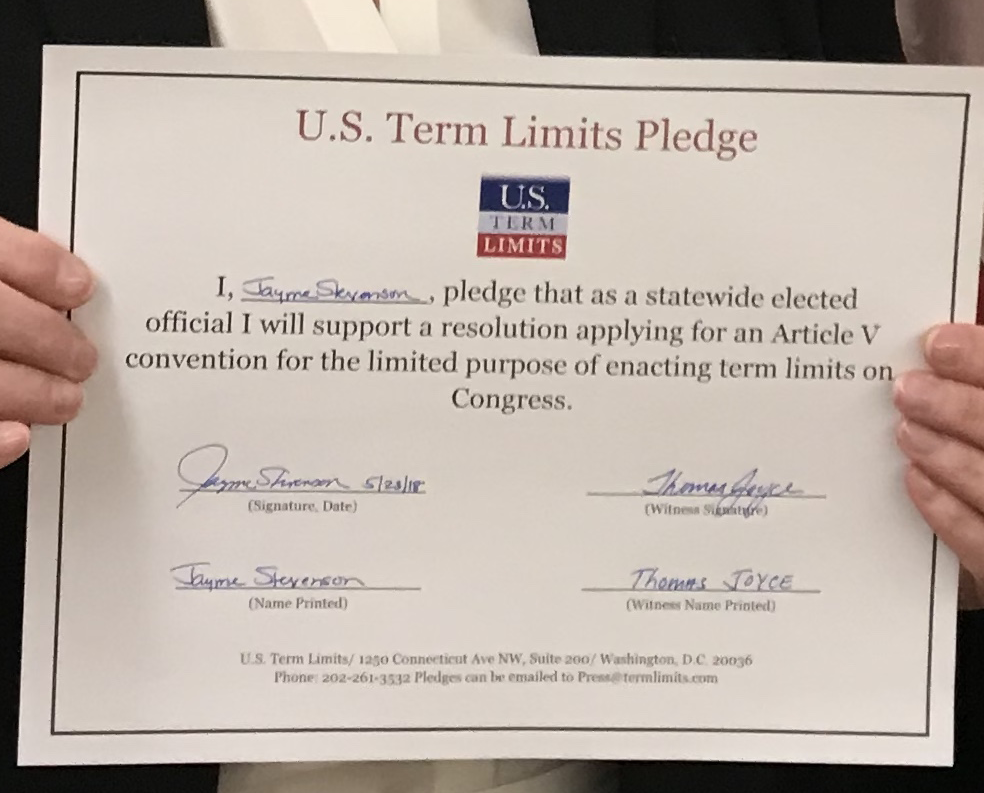 U.S. Term Limits Pledge
U.S.
TERM
LIMITS
I, Jayme Stevenson, pledge that as a statewide elected
official I will support a resolution applying for an Article V
convention for the limited purpose of enacting term limits on
Congress.
Jayme Stevenson 5/23/18 Thomas Joyce
(Signature, Date) (Witness Signature)
Jayme Stevenson Thomas JOYCE
(Name Printed) (Witness Name Printed)
U.S. Term Limits/ 1250 Connecticut Ave NW, Suite 200/ Washington, D.C. 20036
Phone: 202-261-3532 Pledges can be emailed to Press@termlimits.com